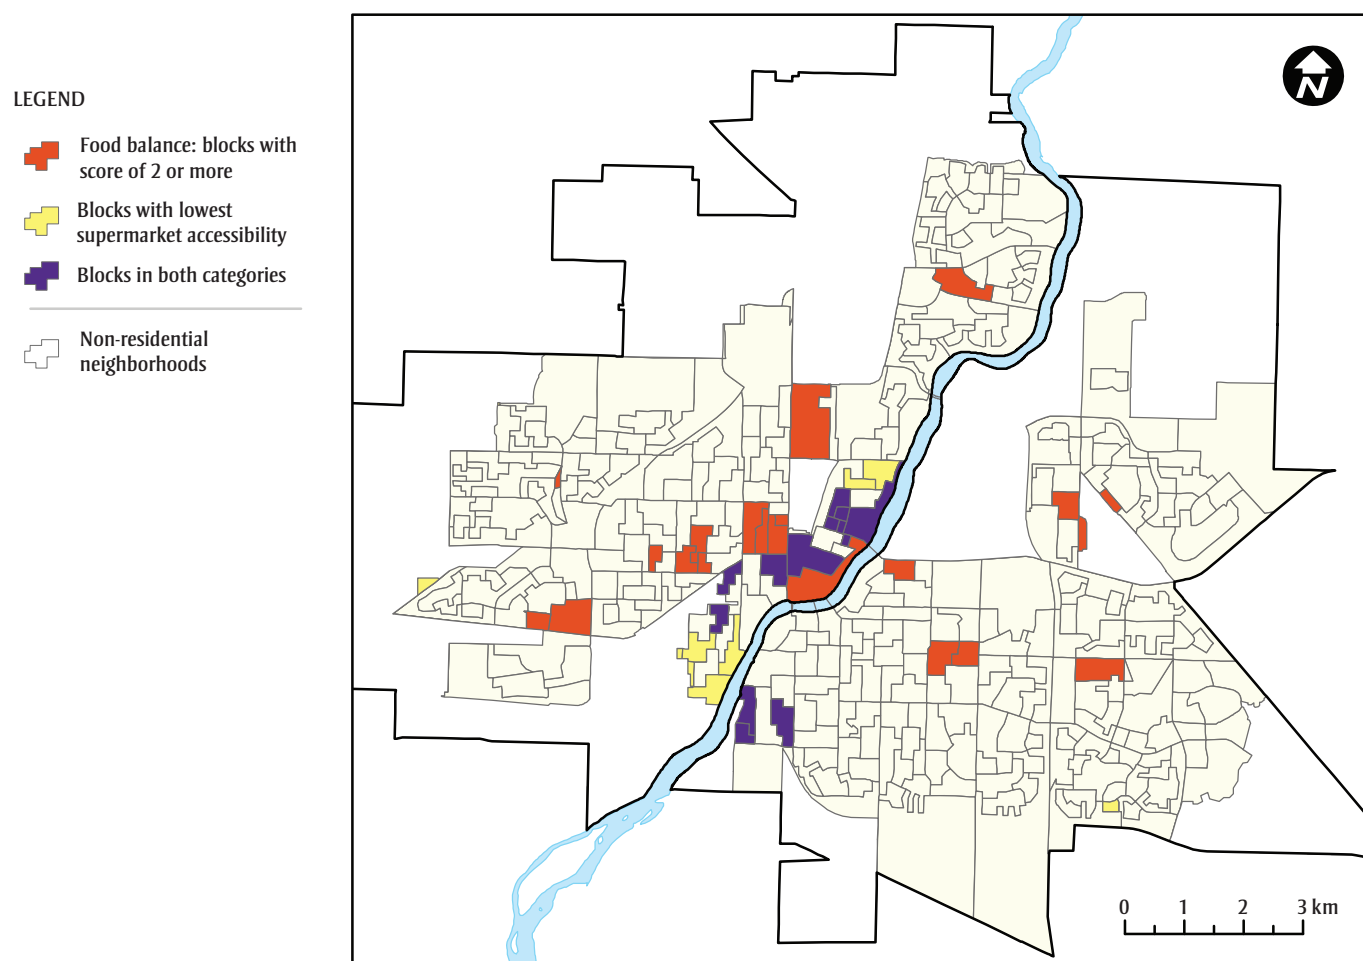 LEGEND
Food balance: blocks with
score of 2 or more
Blocks with lowest
supermarket accessibility
Blocks in both categories
Non-residential
neighborhoods
N
0 1 2 3 km